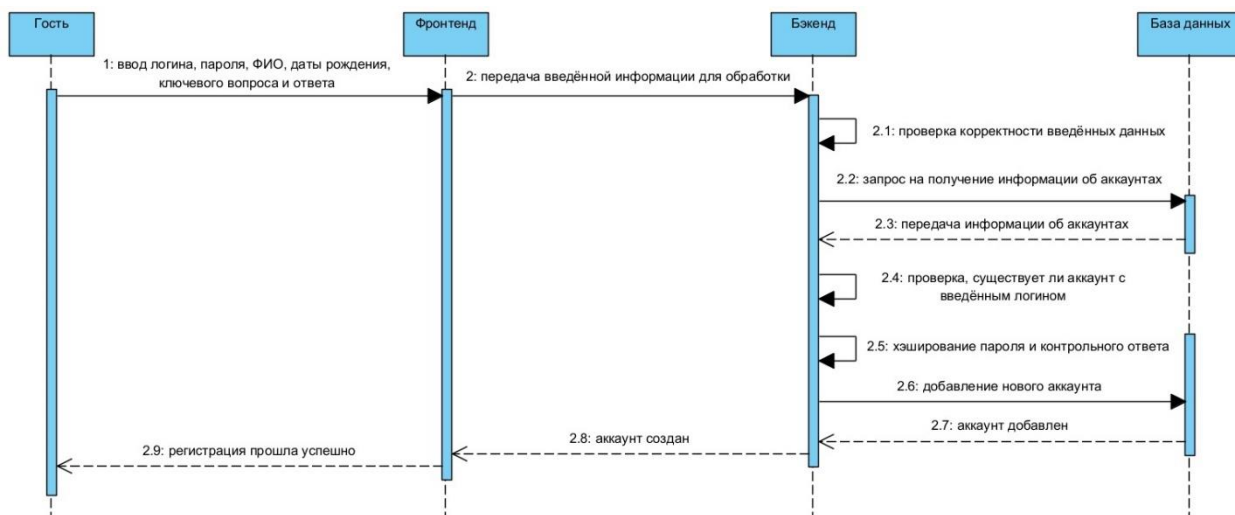 Гость
Фронтенд
Бэкенд
База данных
1: ввод логина, пароля, ФИО, даты рождения,
ключевого вопроса и ответа
2: передача введённой информации для обработки
2.1: проверка корректности введённых данных
2.2: запрос на получение информации об аккаунтах
2.3: передача информации об аккаунтах
2.4: проверка, существует ли аккаунт с
введённым логином
2.5: хэширование пароля и контрольного ответа
2.6: добавление нового аккаунта
2.7: аккаунт добавлен
2.8: аккаунт создан
2.9: регистрация прошла успешно